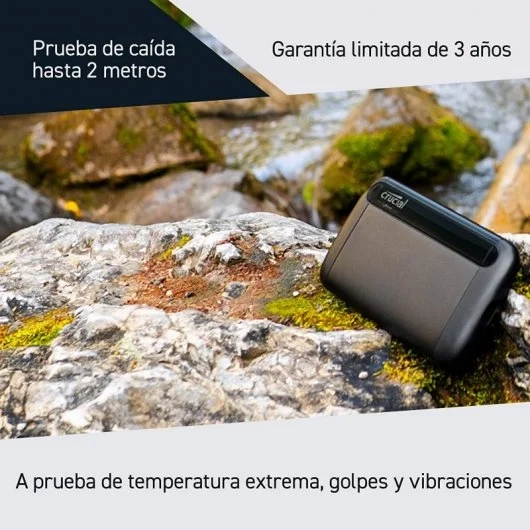 Prueba de caída
hasta 2 metros
Garantía limitada de 3 años
crucial
A prueba de temperatura extrema, golpes y vibraciones